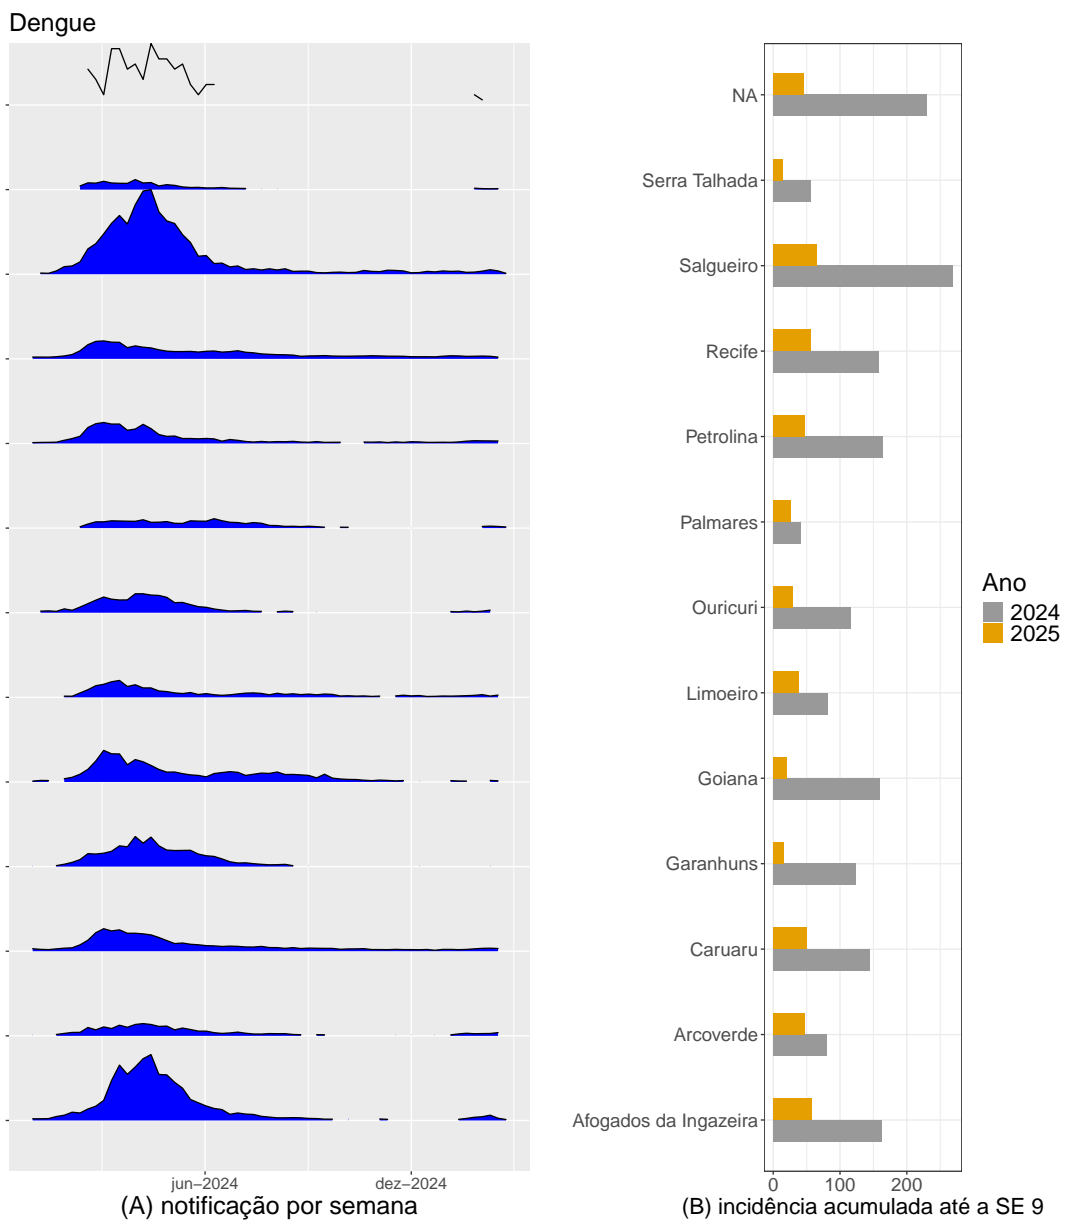 Dengue
NA
Serra Talhada
Salgueiro
Recife
Petrolina
Palmares
Ouricuri
Limoeiro
Goiana
Garanhuns
Caruaru
Arcoverde
Afogados da Ingazeira
Ano
2024
2025
jun–2024 dez–2024
(A) notificação por semana
0 100 200
(B) incidência acumulada até a SE 9